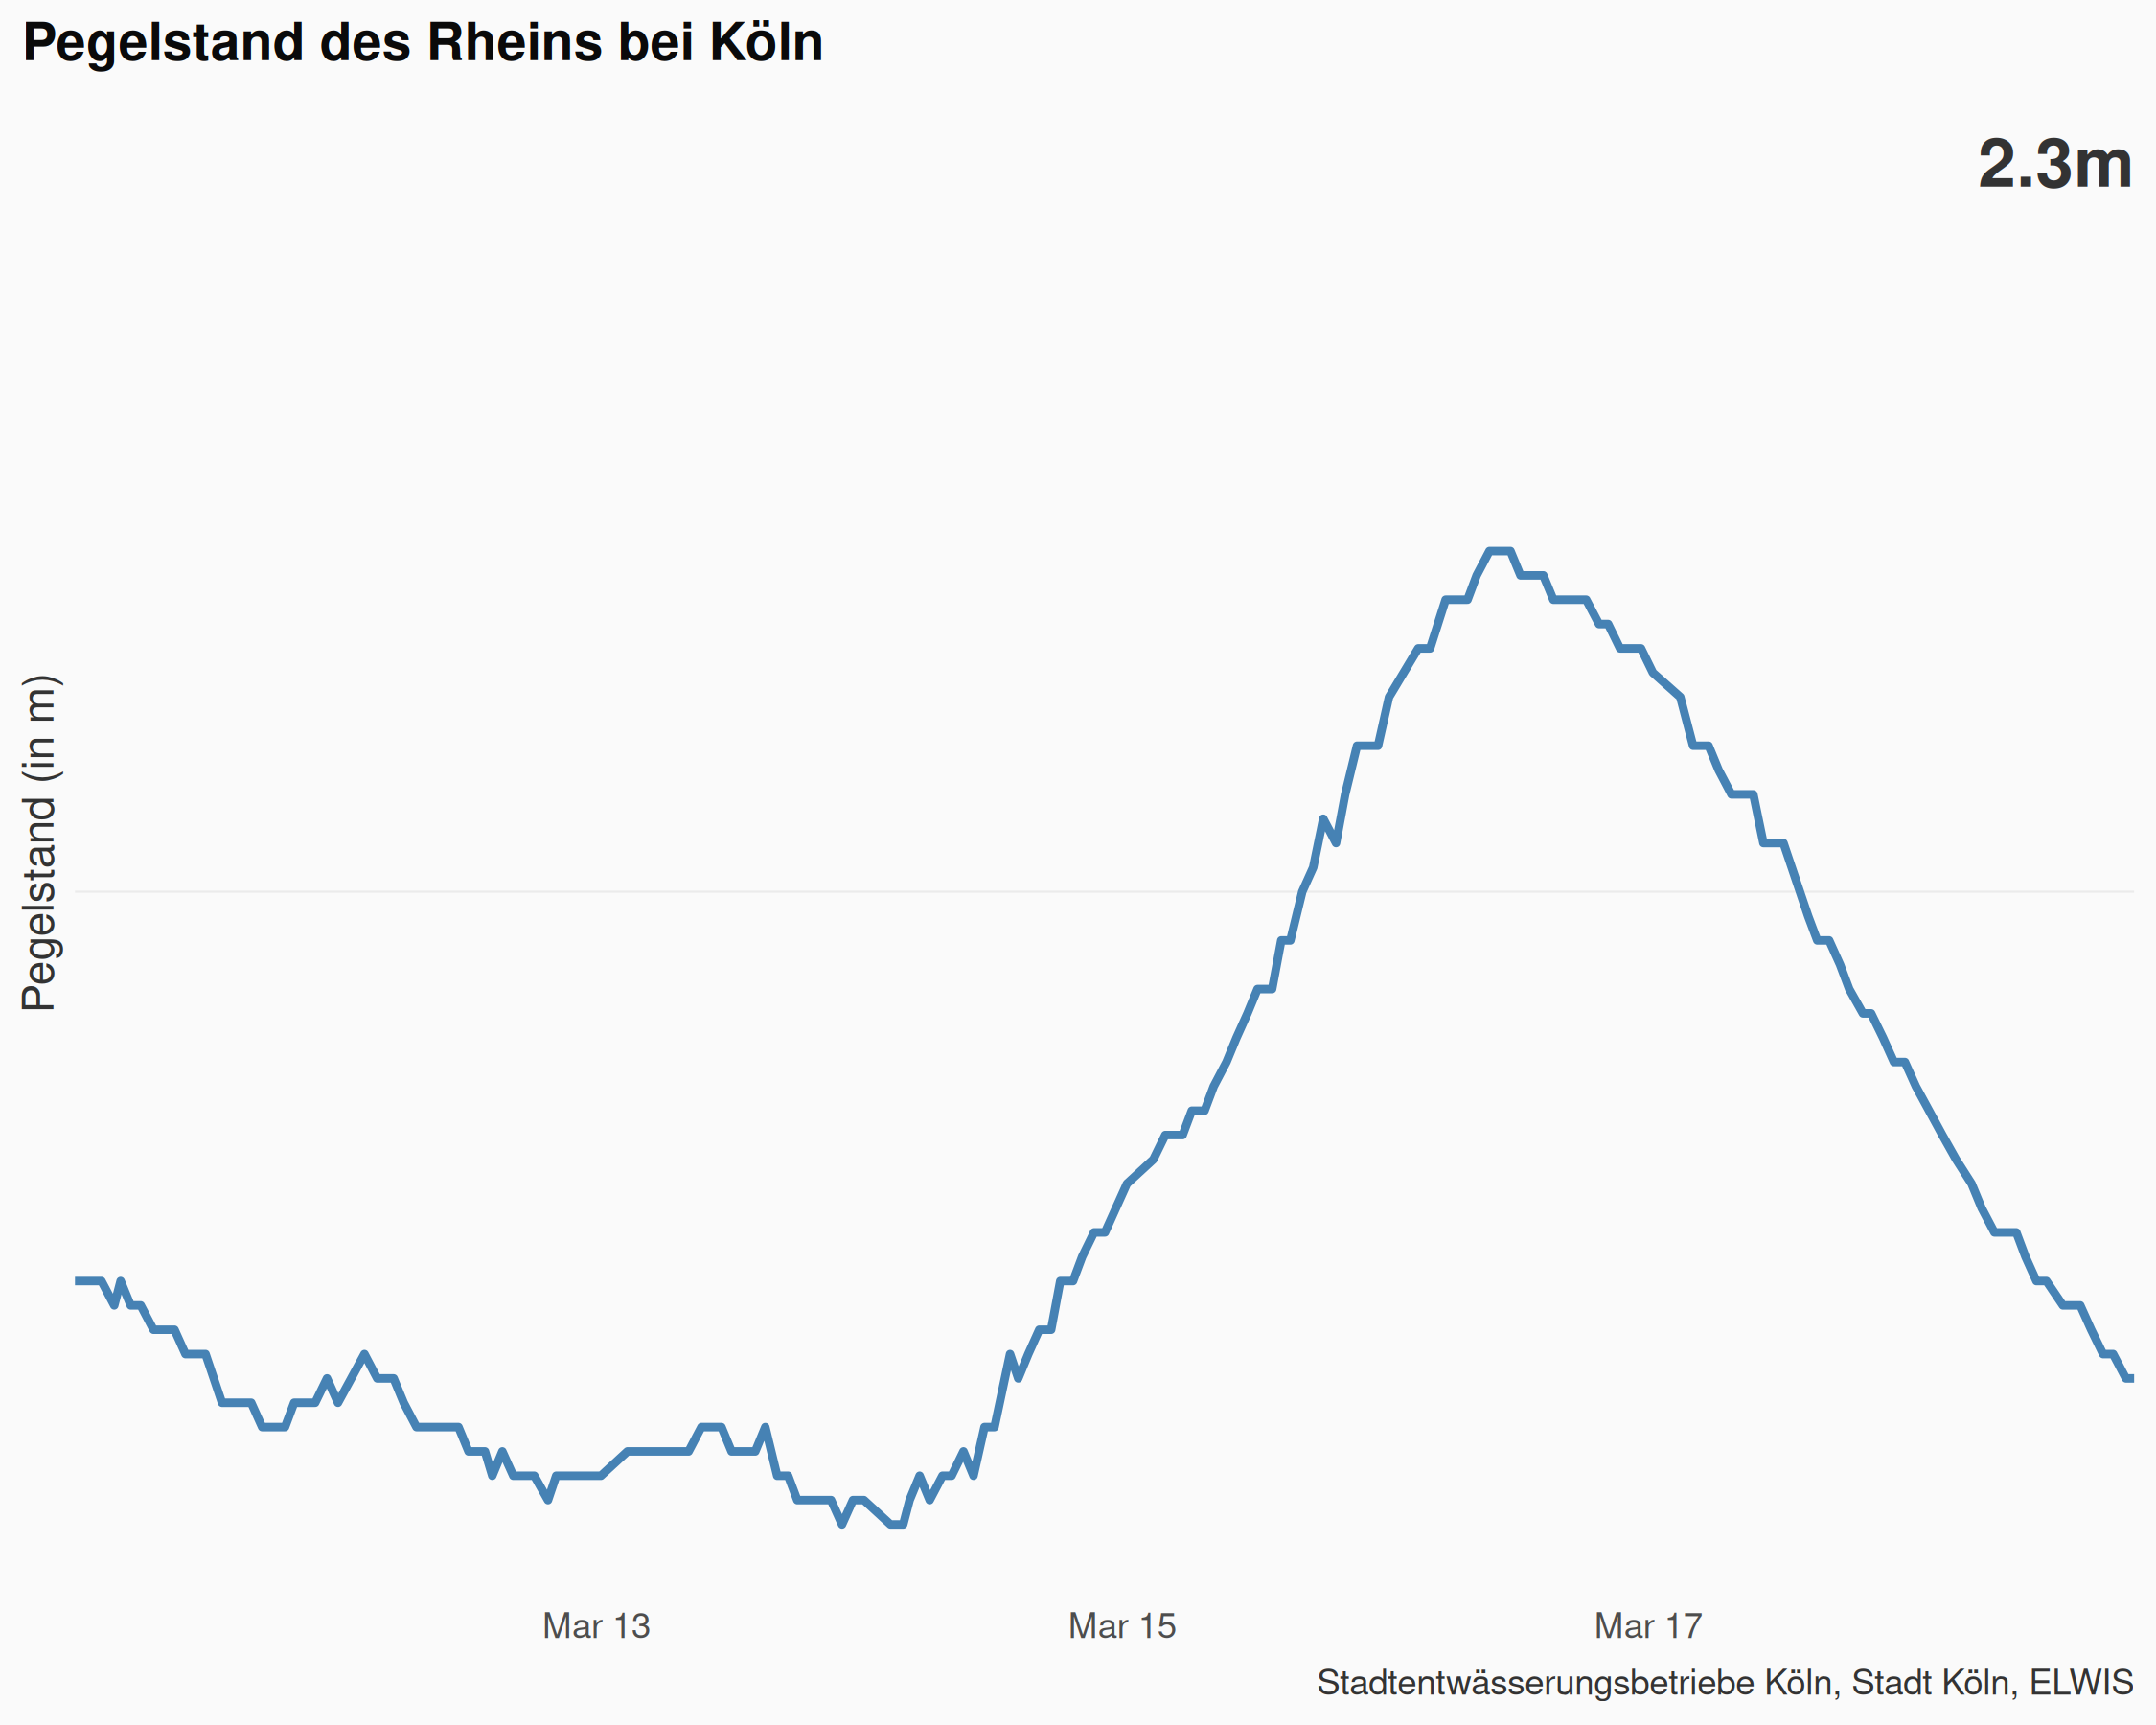 Pegelstand des Rheins bei Köln
2.3m
Pegelstand (in m)
Mar 13
Mar 15
Mar 17
Stadtentwässerungsbetriebe Köln, Stadt Köln, ELWIS